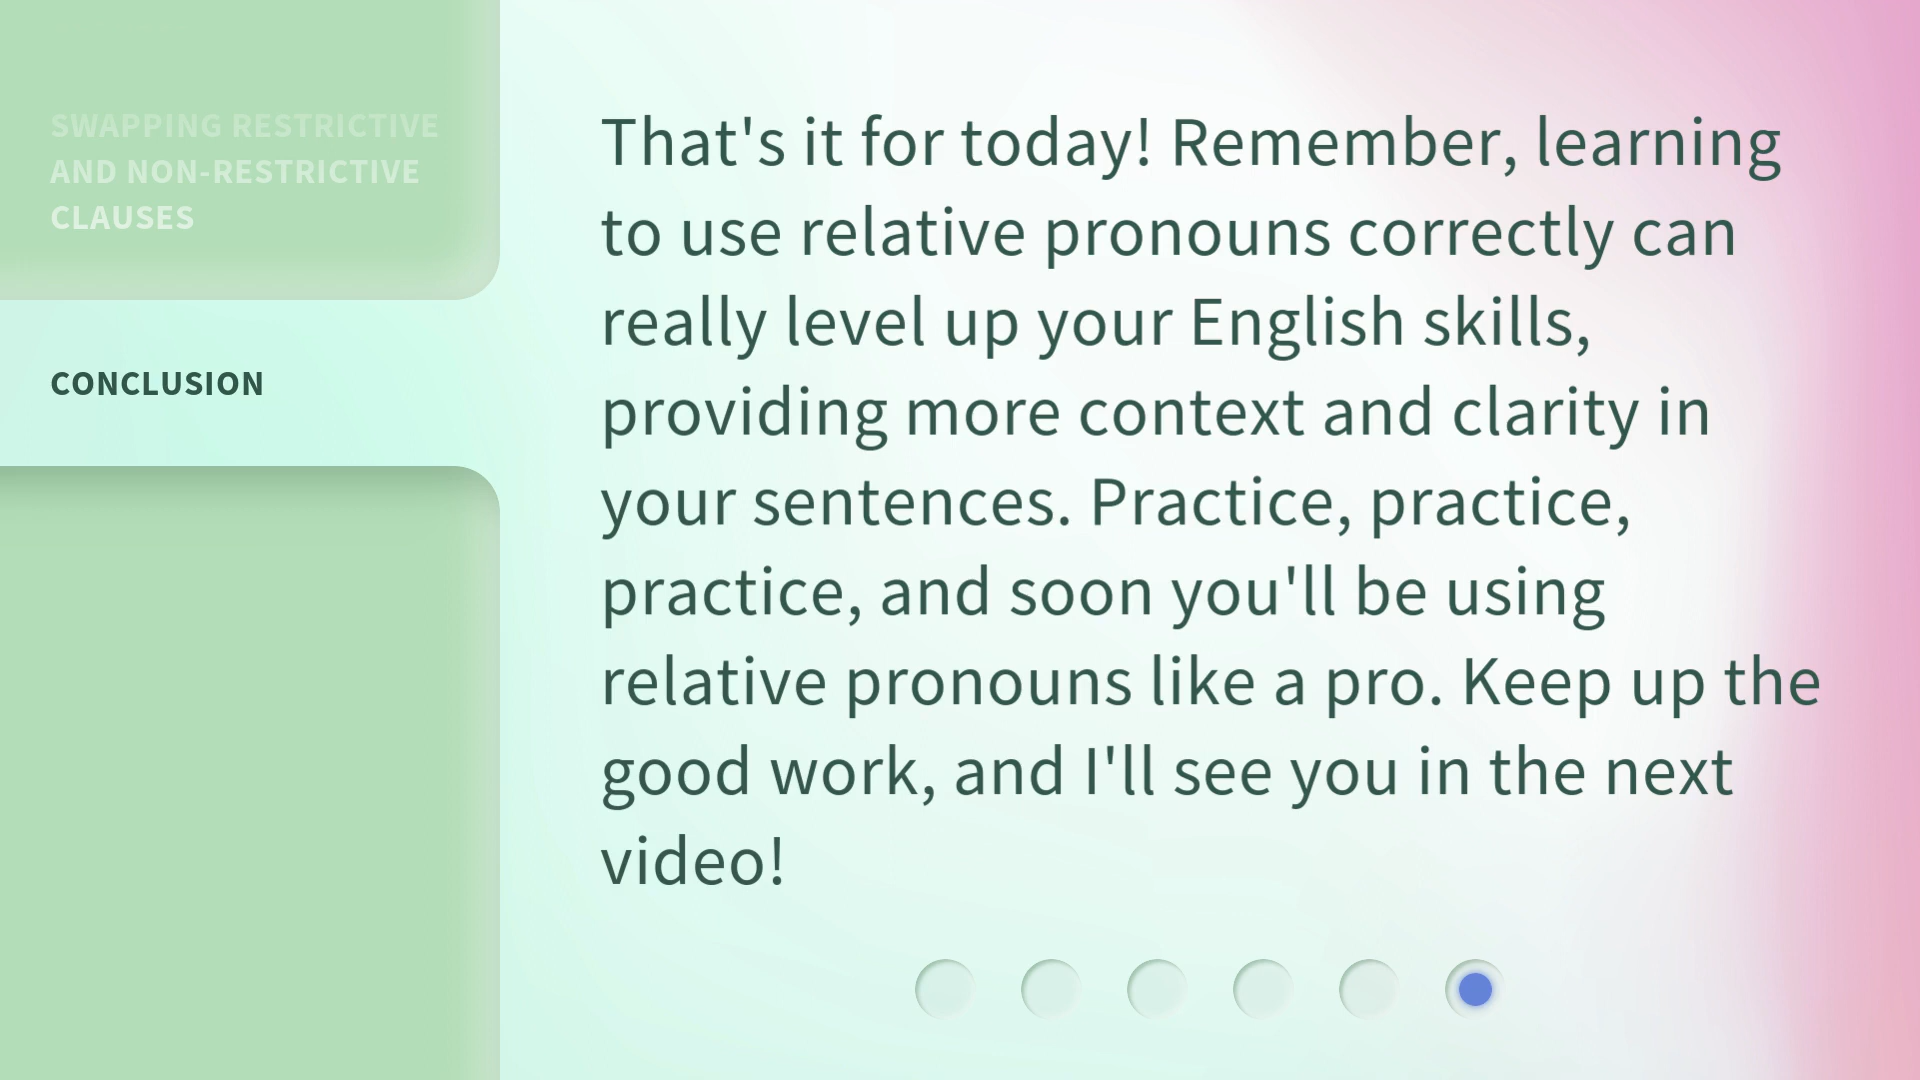 SWAPPING RESTRICTIVE
AND NON-RESTRICTIVE
CLAUSES
CONCLUSION
That's it for today! Remember, learning
to use relative pronouns correctly can
really level up your English skills,
providing more context and clarity in
your sentences. Practice, practice,
practice, and soon you'll be using
relative pronouns like a pro. Keep up the
good work, and I'll see you in the next
video!